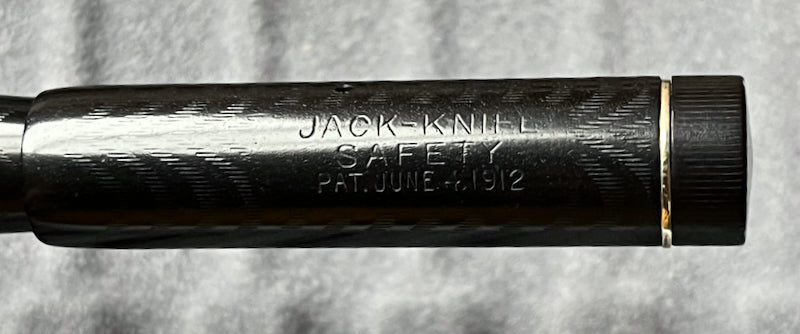 JACK-KNIFE
SAFETY
PAT. JUNE 4. 1912